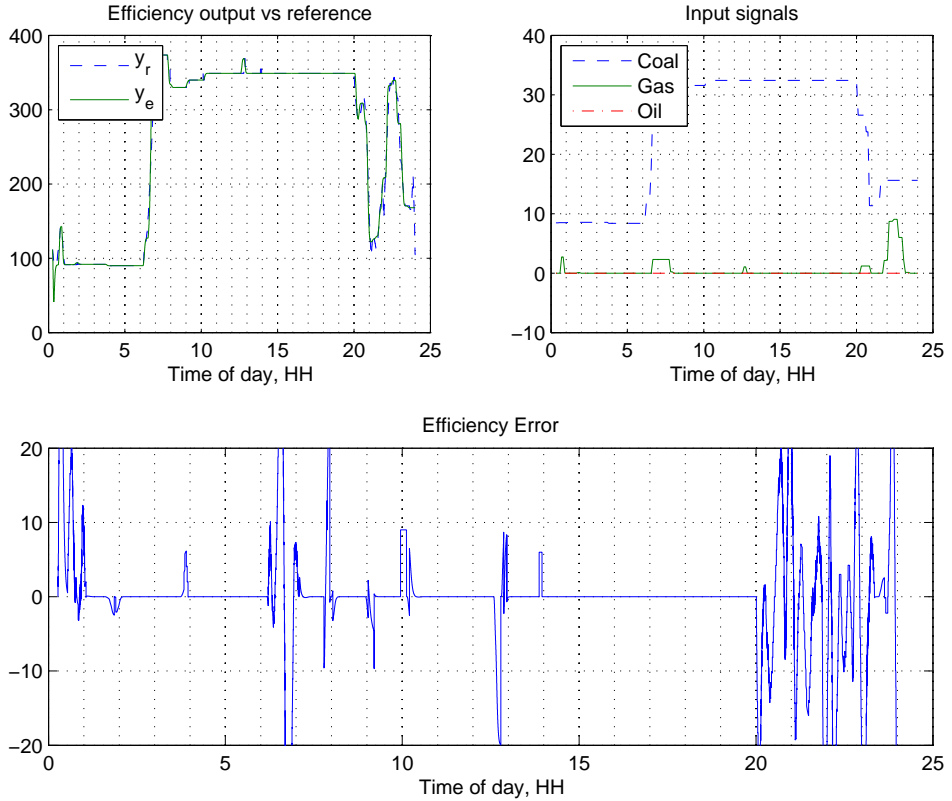 Efficiency output vs reference
400
300
200
100
0
0 5 10 15 20 25
Time of day, HH
y_r
y_e
Input signals
40
30
20
10
0
−10
0 5 10 15 20 25
Time of day, HH
Coal
Gas
Oil
Efficiency Error
20
10
0
−10
−20
0 5 10 15 20 25
Time of day, HH